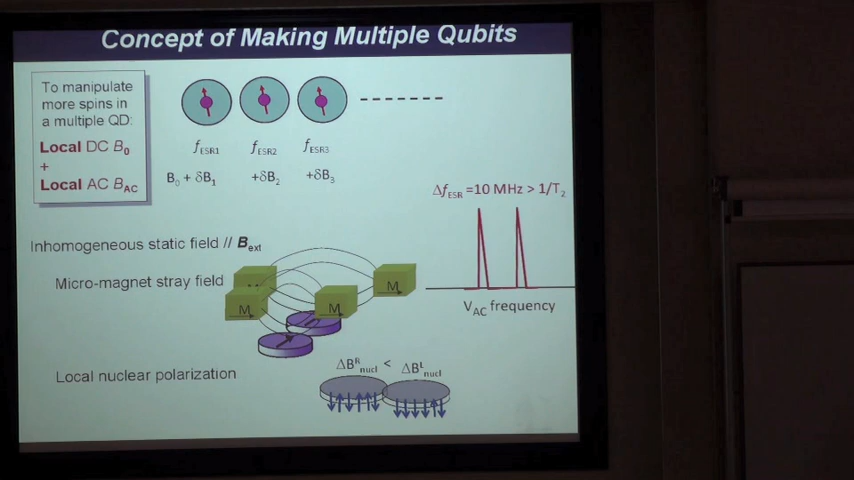 Concept of Making Multiple Qubits
To manipulate
more spins in
a multiple QD:
Local DC B₀
+
Local AC B_AC
f_ESR1 f_ESR2 f_ESR3
B₀ + δB₁ +δB₂ +δB₃
Δf_ESR =10 MHz > 1/T₂
Inhomogeneous static field // B_ext
Micro-magnet stray field
M
M
M
V_AC frequency
Local nuclear polarization
ΔB^R_nucl < ΔB^L_nucl